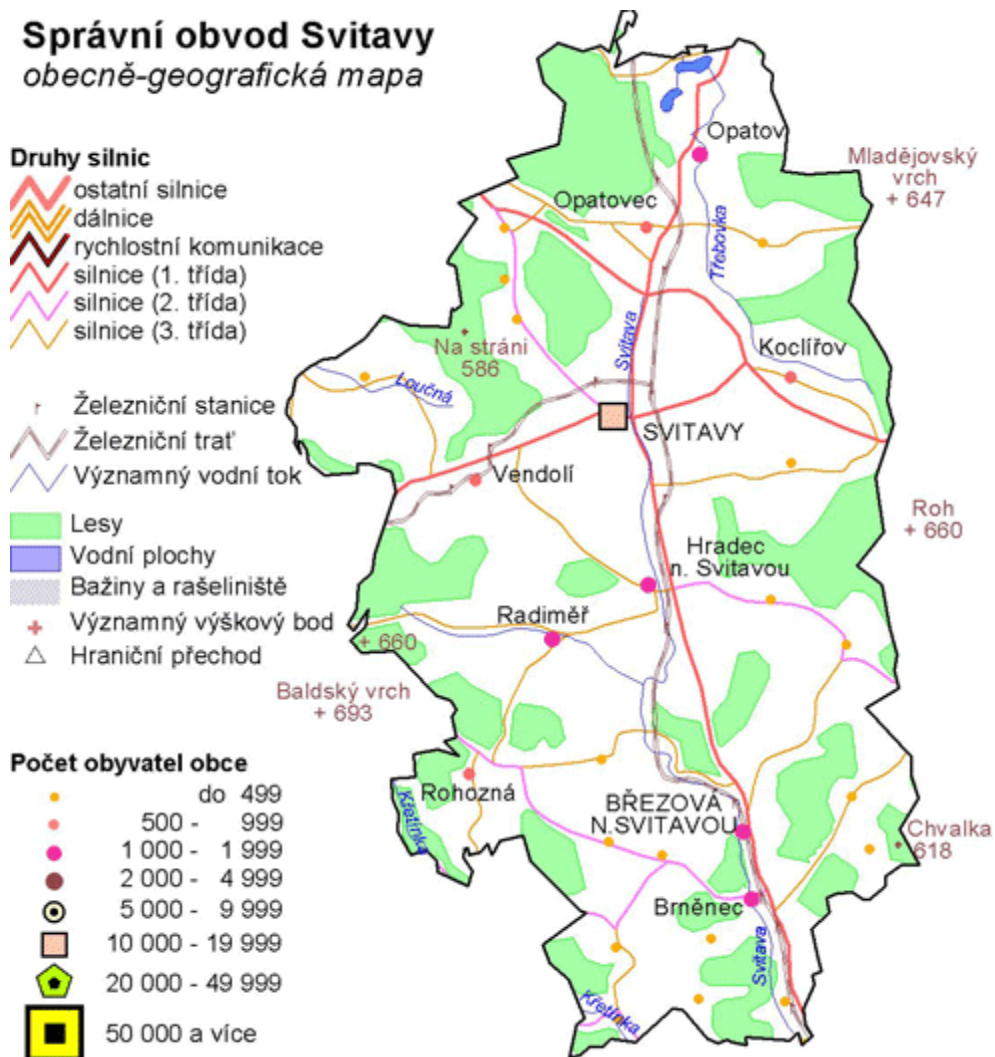 Správní obvod Svitavy
obecně-geografická mapa
Druhy silnic
ostatní silnice
dálnice
rychlostní komunikace
silnice (1. třída)
silnice (2. třída)
silnice (3. třída)
Železniční stanice
Železniční trať
Významný vodní tok
Lesy
Vodní plochy
Bažiny a rašeliniště
Významný výškový bod
Hraniční přechod
Počet obyvatel obce
do 499
500 - 999
1 000 - 1 999
2 000 - 4 999
5 000 - 9 999
10 000 - 19 999
20 000 - 49 999
50 000 a více
Opatov
Mladějovský
vrch
+ 647
Opatovec
Třebovka
Svitava
Na stráni
586
Koclířov
Loučná
SVITAVY
Vendolí
Roh
+ 660
Hradec
n. Svitavou
Radiměř
+ 660
Baldský vrch
+ 693
Rohozná
Křetínka
BŘEZOVÁ
N.SVITAVOU
Chvalka
618
Brněnec
Svitava
Křetínka